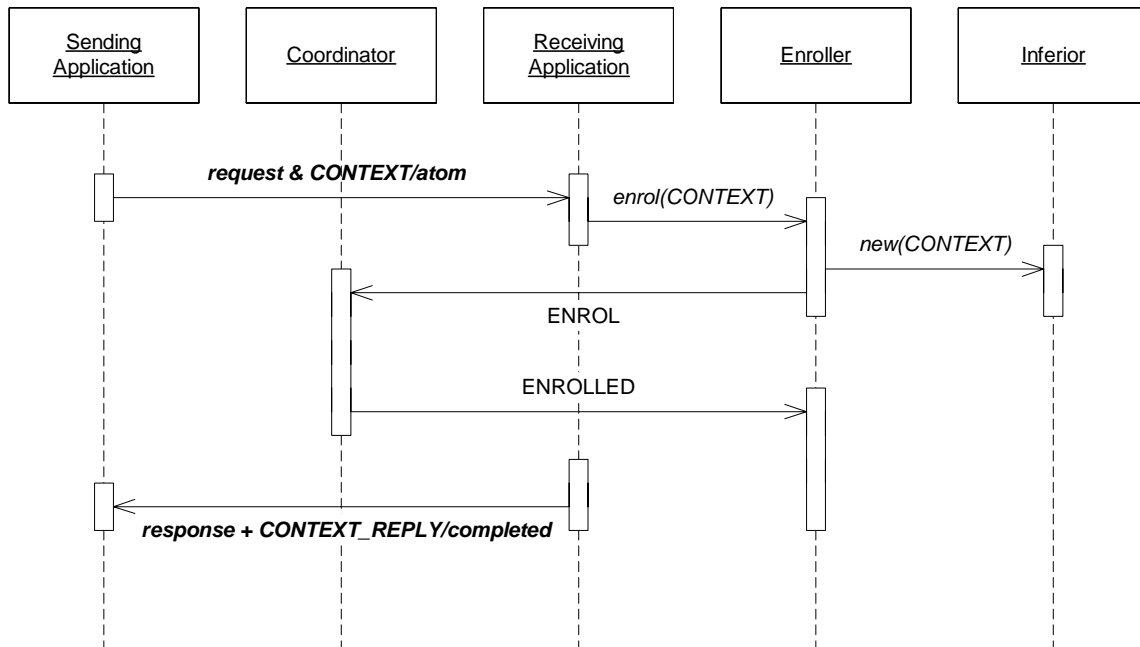 Sending
Application
Coordinator
Receiving
Application
Enroller
Inferior
request & CONTEXT/atom
enrol(CONTEXT)
new(CONTEXT)
ENROL
ENROLLED
response + CONTEXT_REPLY/completed